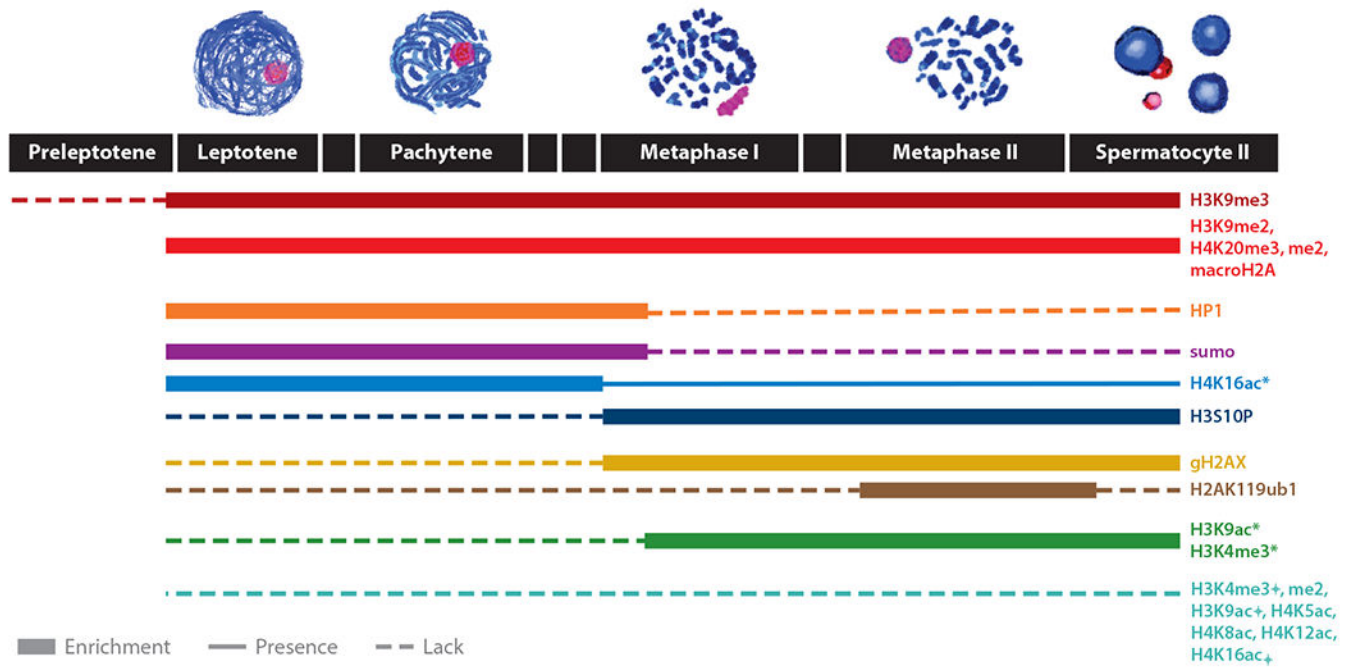 Preleptotene Leptotene Pachytene Metaphase I Metaphase II Spermatocyte II
H3K9me3
H3K9me2,
H4K20me3, me2,
macroH2A
HP1
sumo
H4K16ac*
H3S10P
gH2AX
H2AK119ub1
H3K9ac*
H3K4me3*
H3K4me3+, me2,
H3K9ac+, H4K5ac,
H4K8ac, H4K12ac,
H4K16ac+
Enrichment Presence Lack